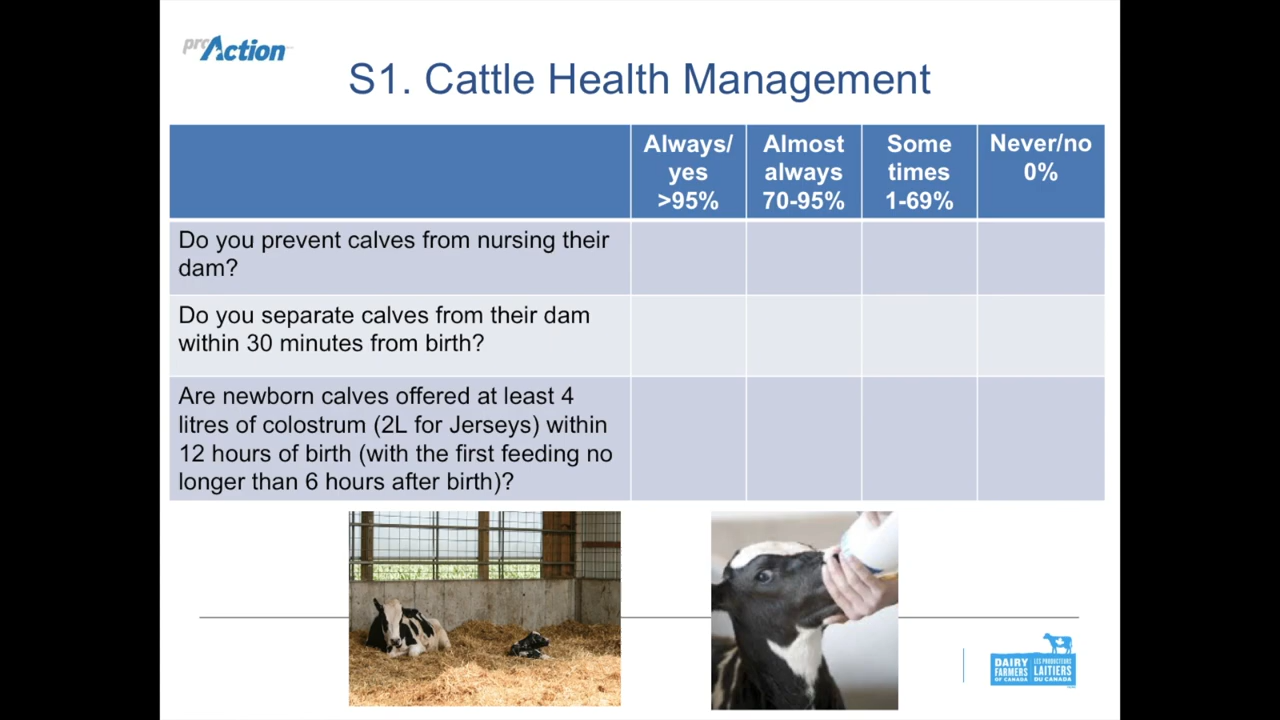 proAction
S1. Cattle Health Management
Always/
yes
>95%
Almost
always
70-95%
Some
times
1-69%
Never/no
0%
Do you prevent calves from nursing their
dam?
Do you separate calves from their dam
within 30 minutes from birth?
Are newborn calves offered at least 4
litres of colostrum (2L for Jerseys) within
12 hours of birth (with the first feeding no
longer than 6 hours after birth)?
DAIRY
FARMERS
OF CANADA
LES PRODUCTEURS
LAITIERS
DU CANADA